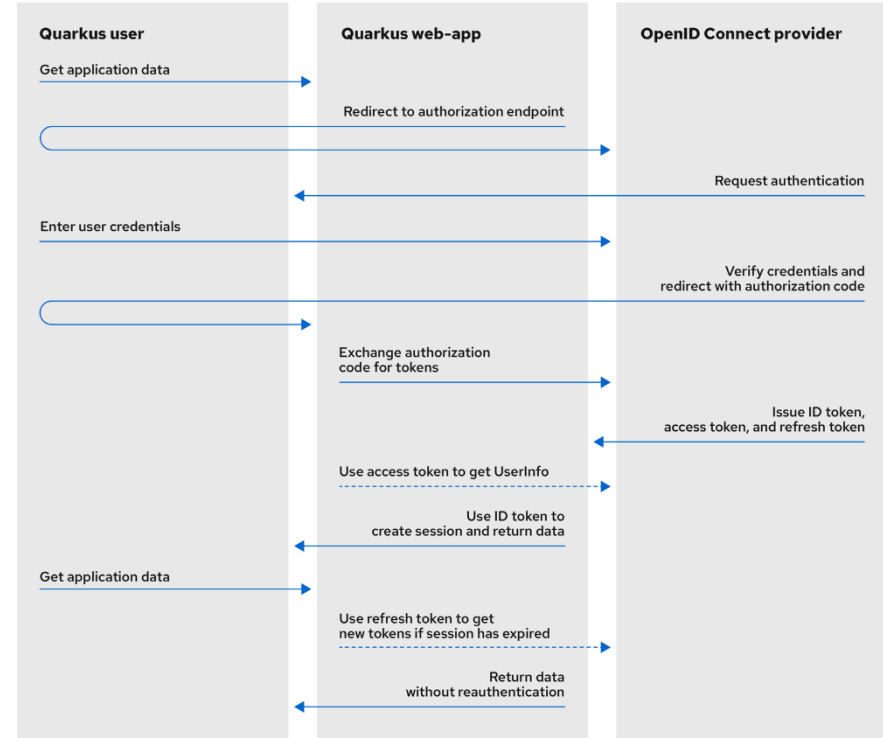 Quarkus user
Quarkus web-app
OpenID Connect provider
Get application data
Redirect to authorization endpoint
Request authentication
Enter user credentials
Verify credentials and
redirect with authorization code
Exchange authorization
code for tokens
Issue ID token,
access token, and refresh token
Use access token to get UserInfo
Use ID token to
create session and return data
Get application data
Use refresh token to get
new tokens if session has expired
Return data
without reauthentication